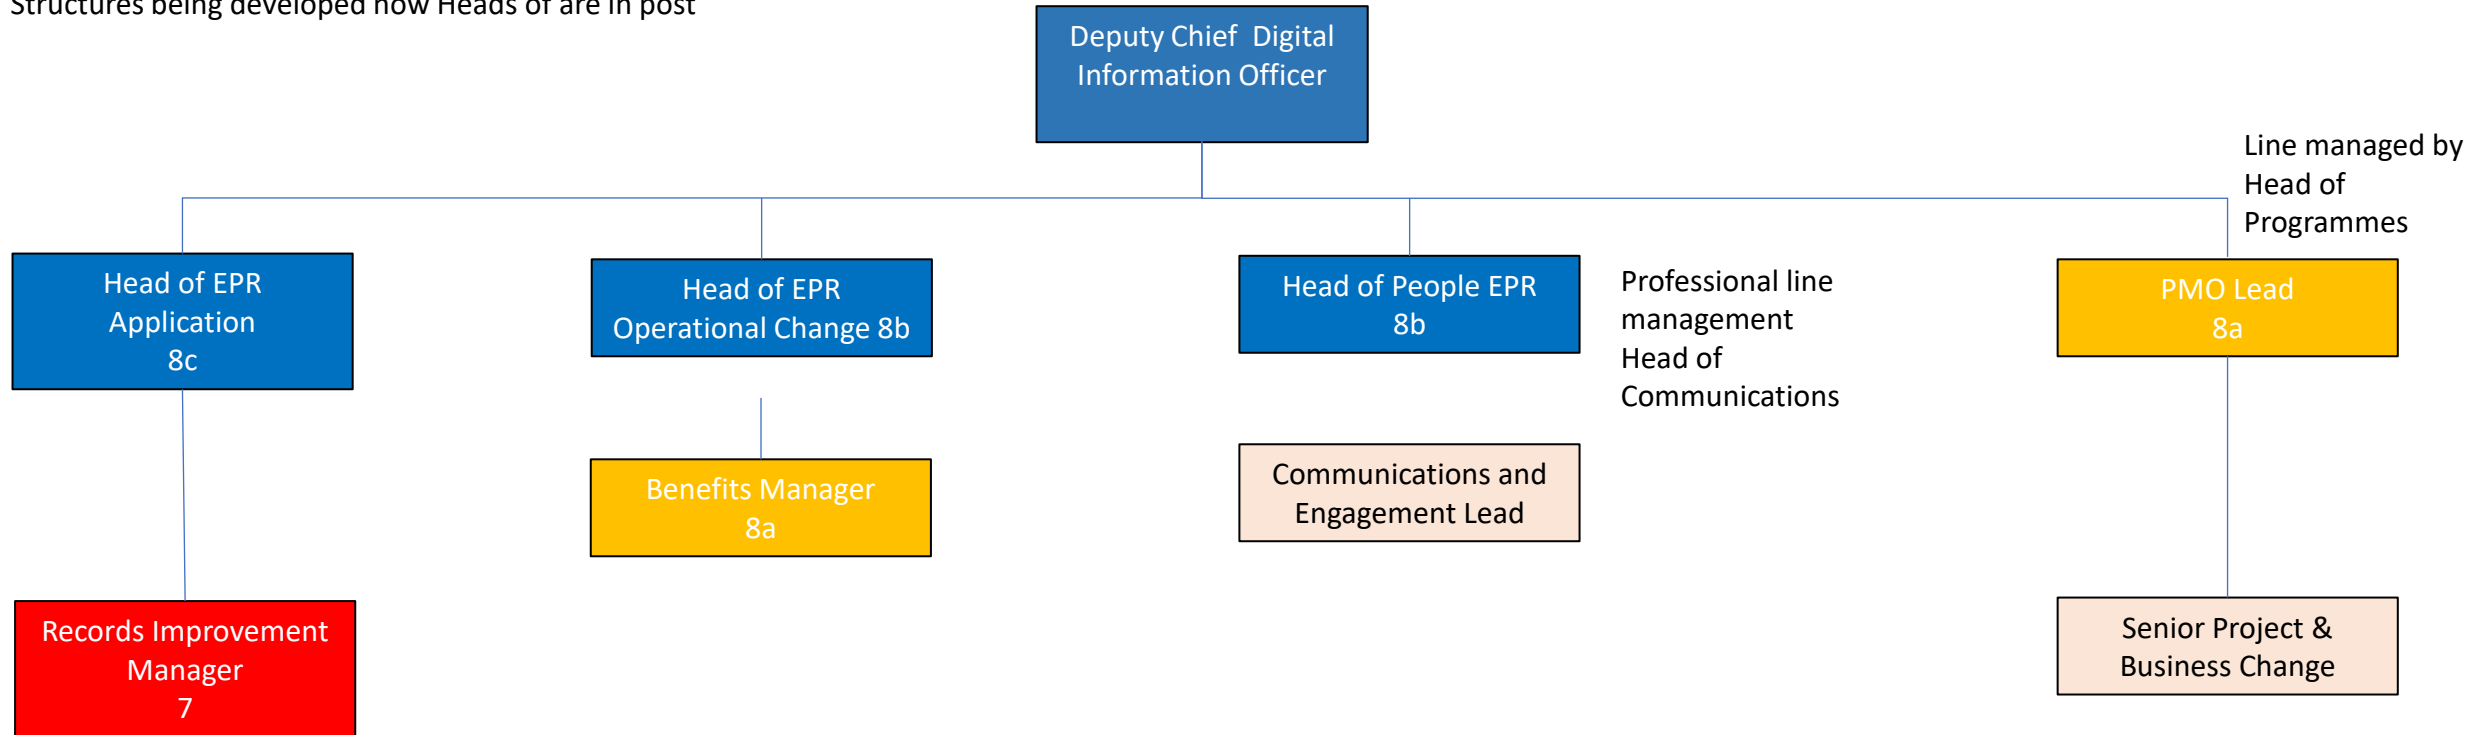 Structures being developed now Heads of are in post
Deputy Chief Digital
Information Officer
Line managed by
Head of
Programmes
Head of EPR
Application
8c
Head of EPR
Operational Change 8b
Head of People EPR
8b
Professional line
management
Head of
Communications
PMO Lead
8a
Benefits Manager
8a
Communications and
Engagement Lead
Records Improvement
Manager
7
Senior Project &
Business Change